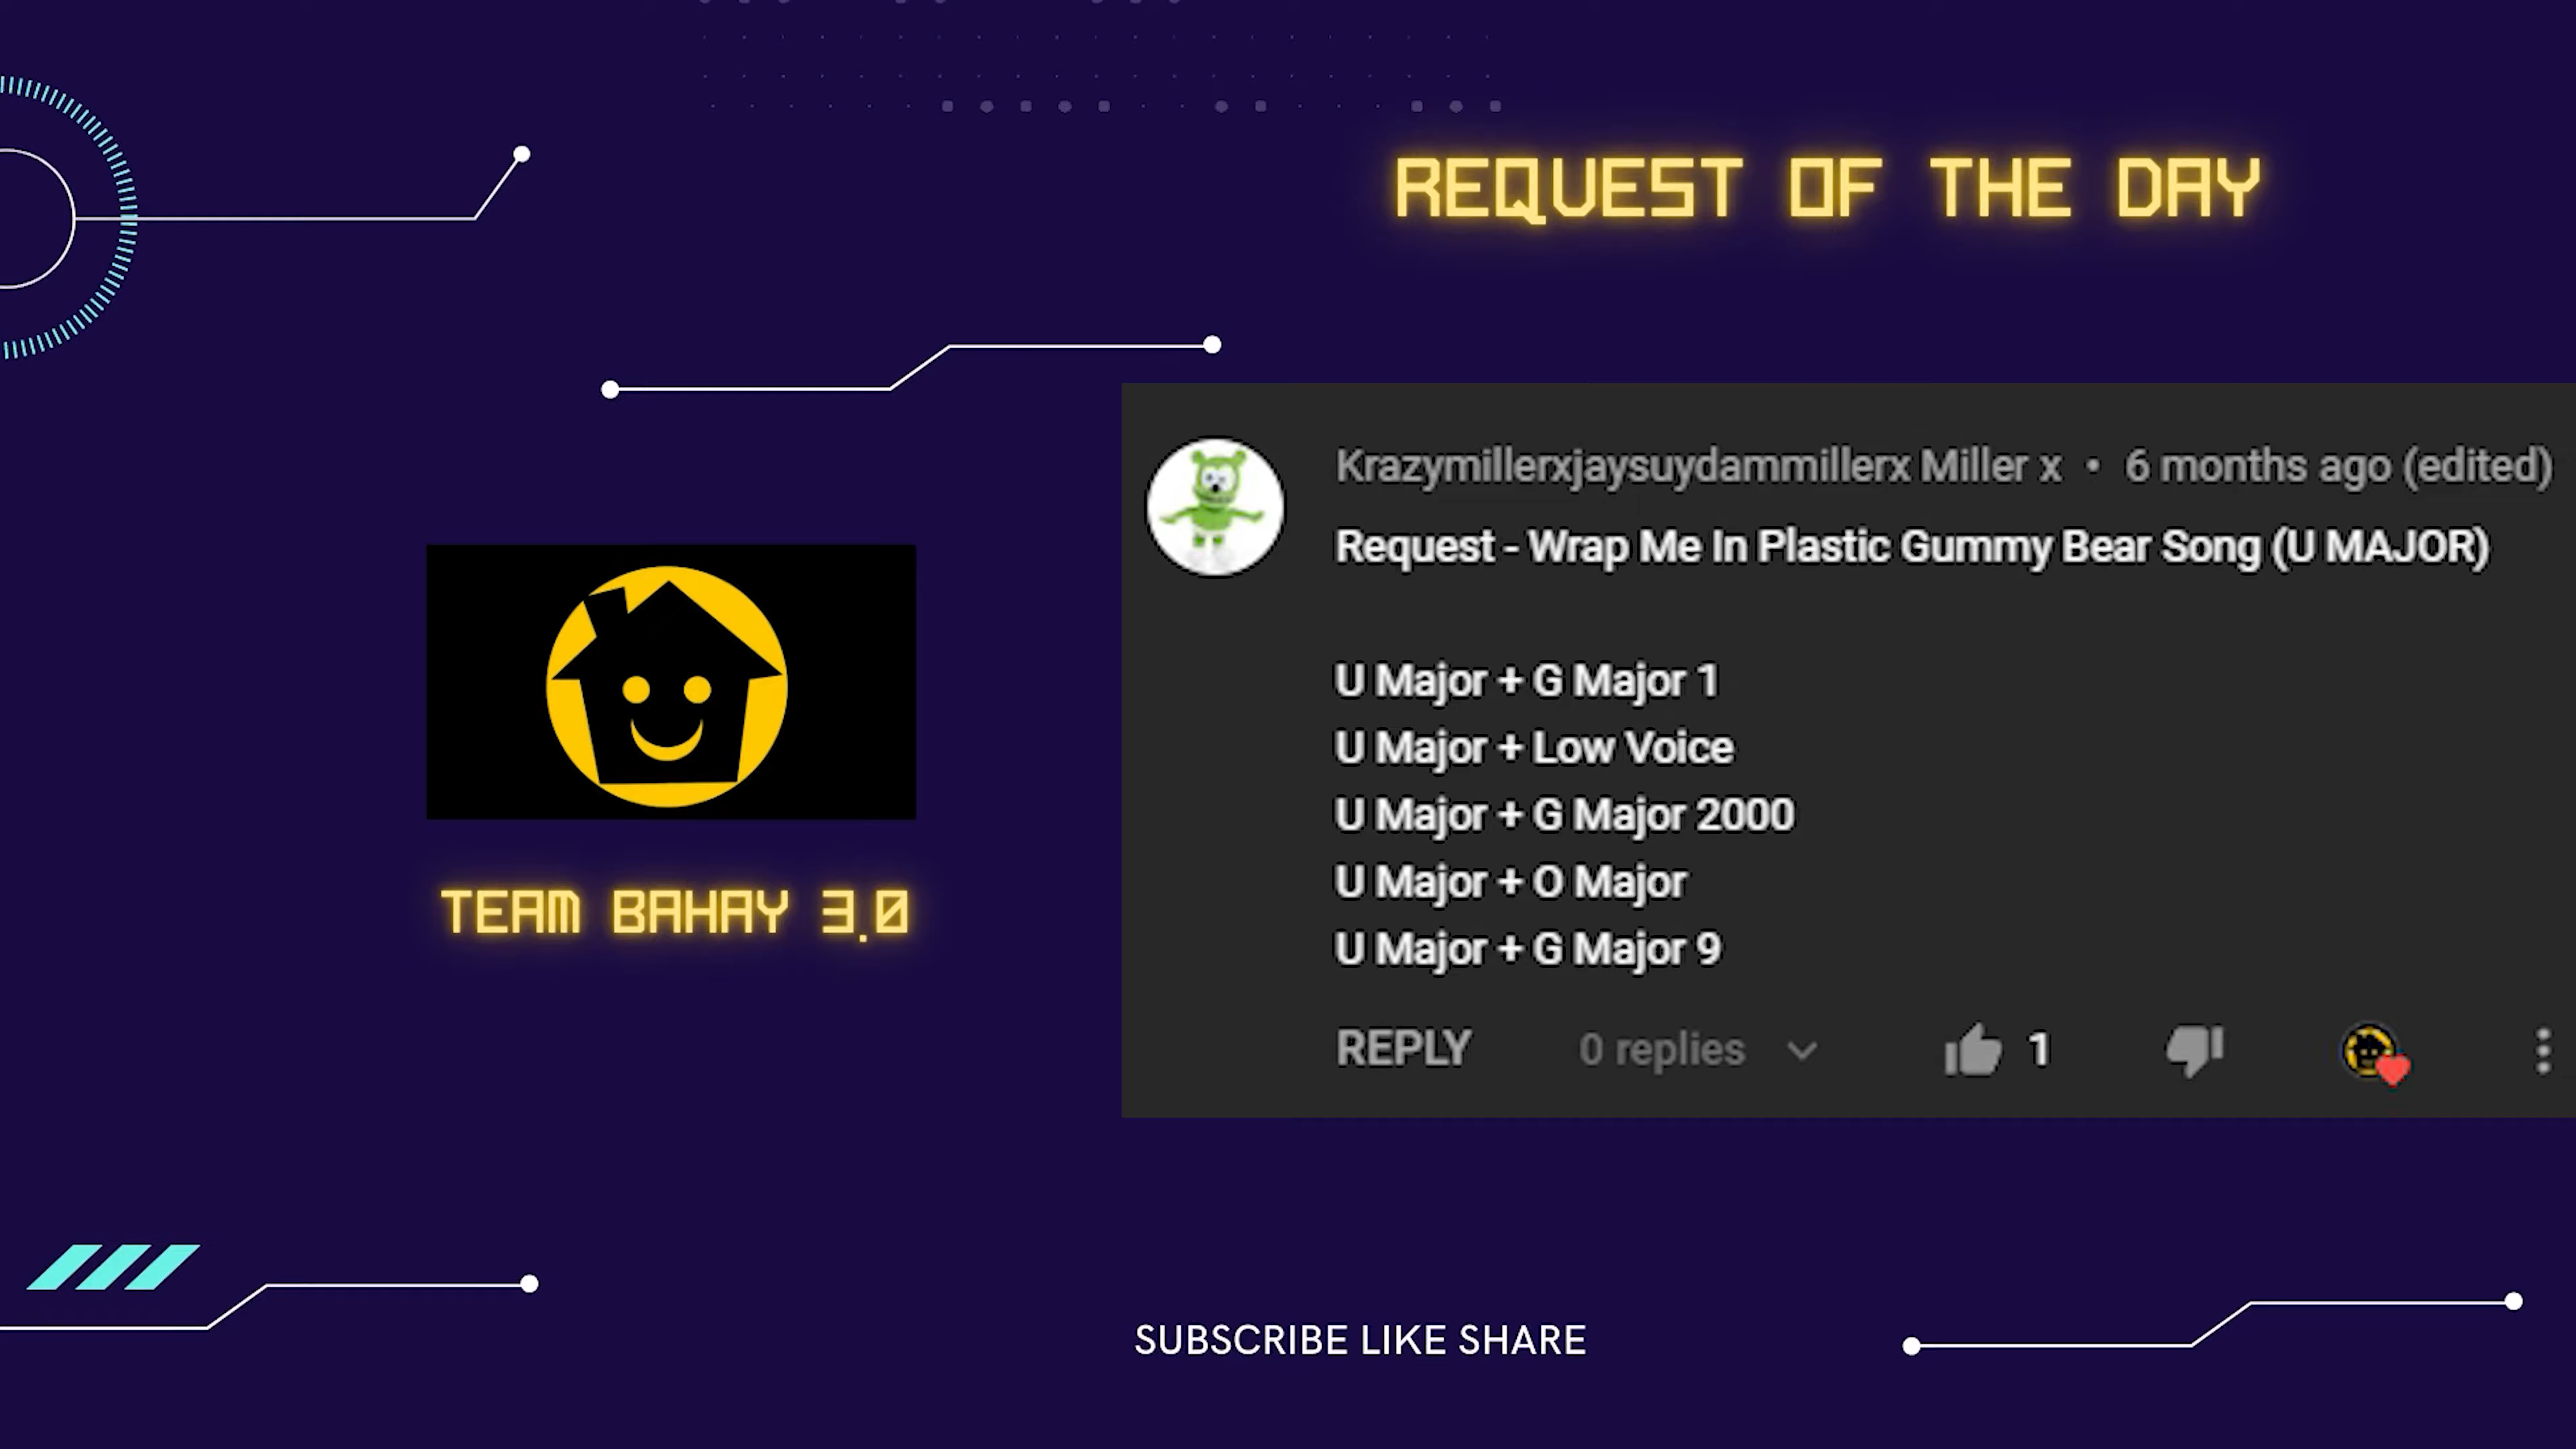 REQUEST OF THE DAY
Krazymillerxjaysuydammillerx Miller x • 6 months ago (edited)
Request - Wrap Me In Plastic Gummy Bear Song (U MAJOR)
U Major + G Major 1
U Major + Low Voice
U Major + G Major 2000
U Major + O Major
U Major + G Major 9
REPLY 0 replies 1
TEAM BAHAY 3.0
SUBSCRIBE LIKE SHARE